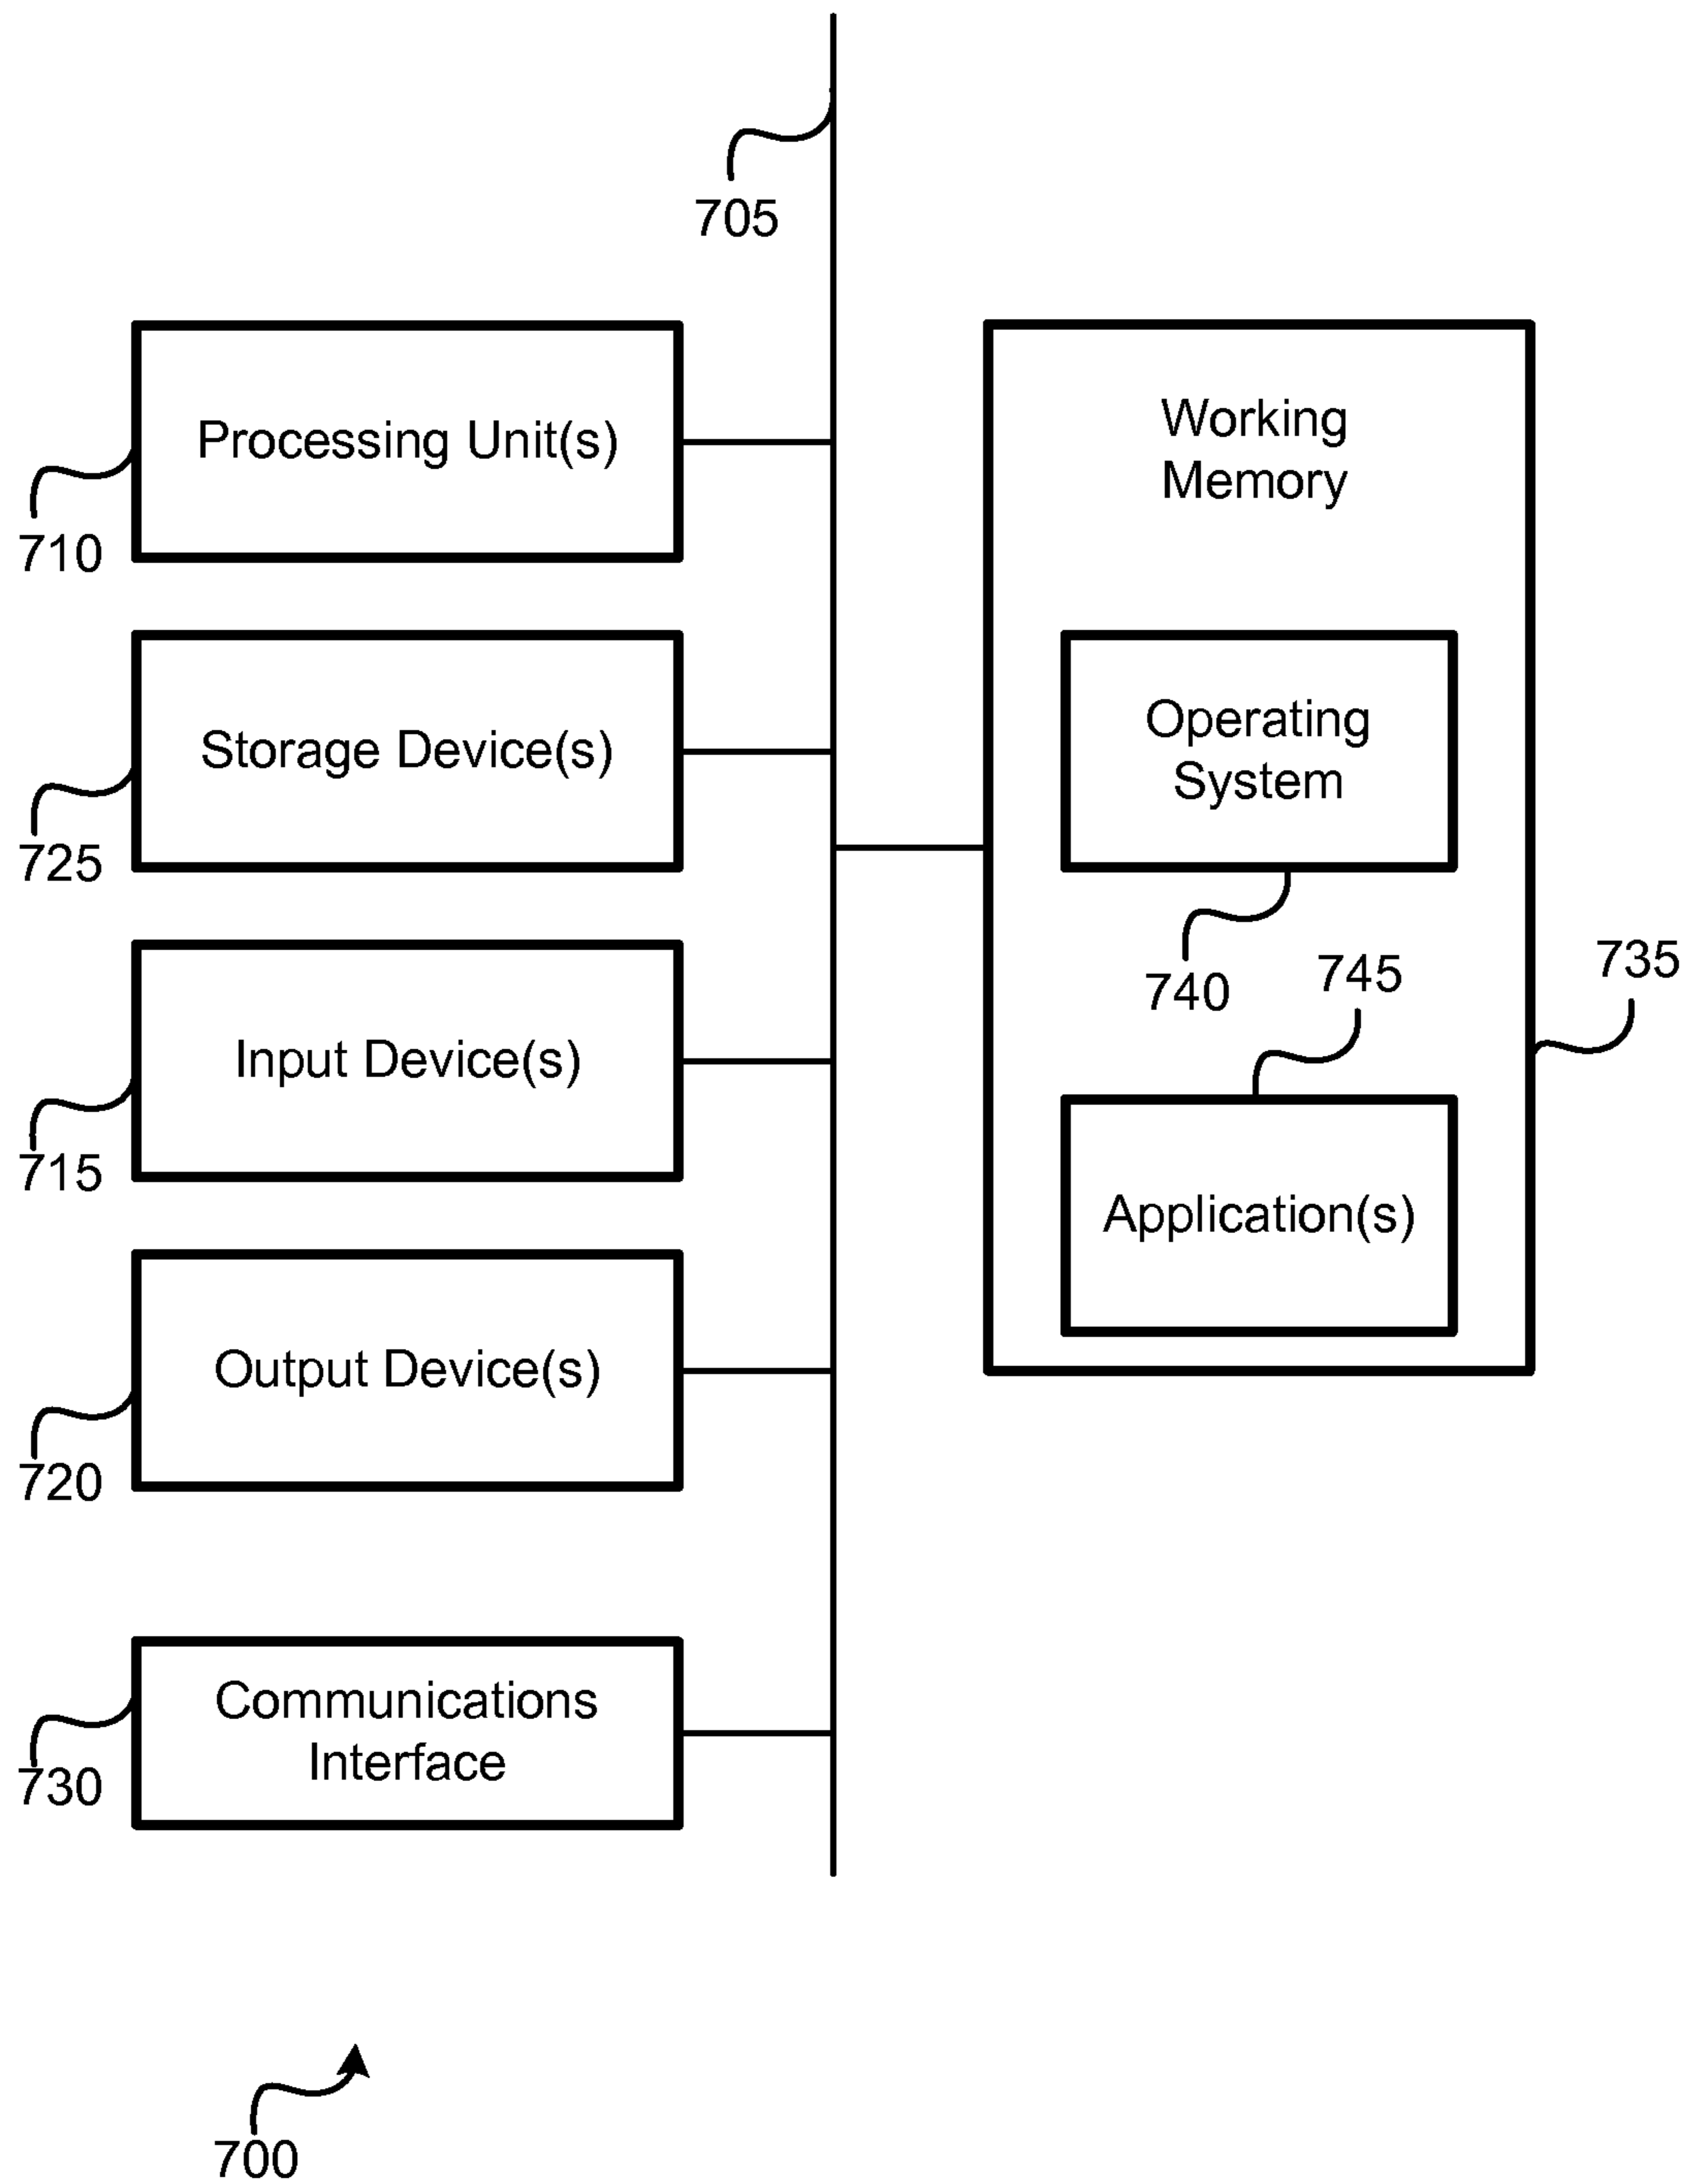 705
Processing Unit(s)
710
Storage Device(s)
725
Input Device(s)
715
Output Device(s)
720
Communications
Interface
730
Working
Memory
Operating
System
740
745
735
Application(s)
700